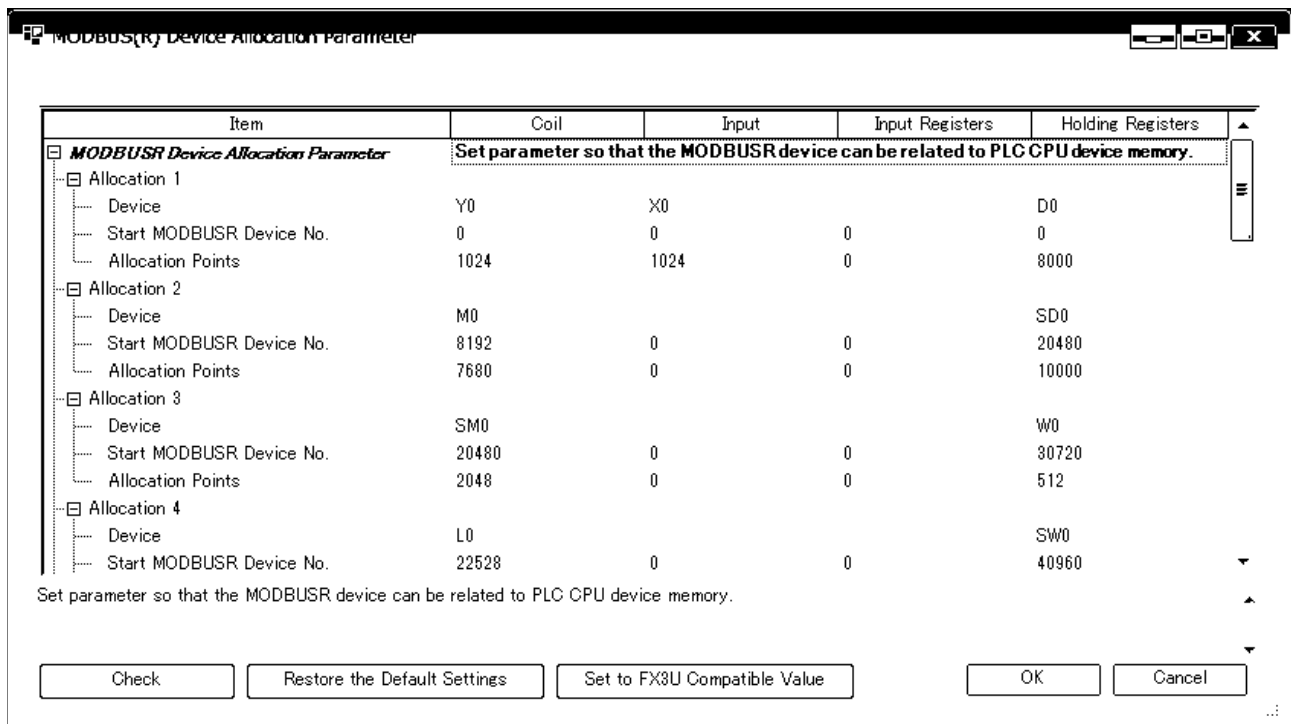 MODBUS(R) Device Allocation Parameter
Item Coil Input Input Registers Holding Registers
MODBUSR Device Allocation Parameter Set parameter so that the MODBUSR device can be related to PLC CPU device memory.
Allocation 1
Device Y0 X0 D0
Start MODBUSR Device No. 0 0 0 0
Allocation Points 1024 1024 0 8000
Allocation 2
Device M0 SD0
Start MODBUSR Device No. 8192 0 0 20480
Allocation Points 7680 0 0 10000
Allocation 3
Device SM0 W0
Start MODBUSR Device No. 20480 0 0 30720
Allocation Points 2048 0 0 512
Allocation 4
Device L0 SW0
Start MODBUSR Device No. 22528 0 0 40960
Set parameter so that the MODBUSR device can be related to PLC CPU device memory.
Check Restore the Default Settings Set to FX3U Compatible Value OK Cancel